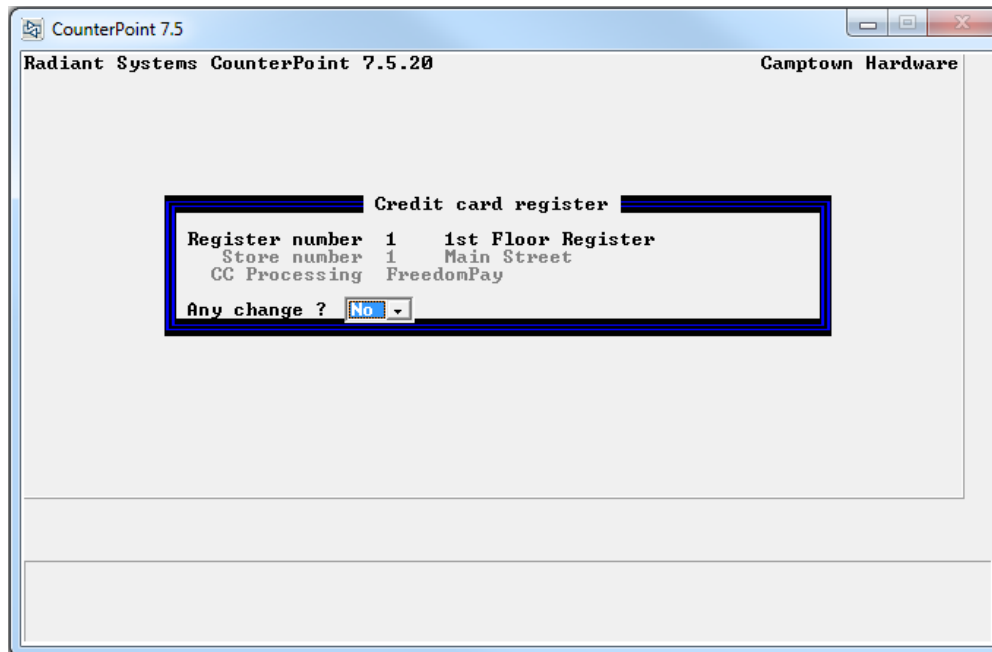 CounterPoint 7.5
Radiant Systems CounterPoint 7.5.20 Camptown Hardware
Credit card register
Register number 1 1st Floor Register
Store number 1 Main Street
CC Processing FreedomPay
Any change ? No